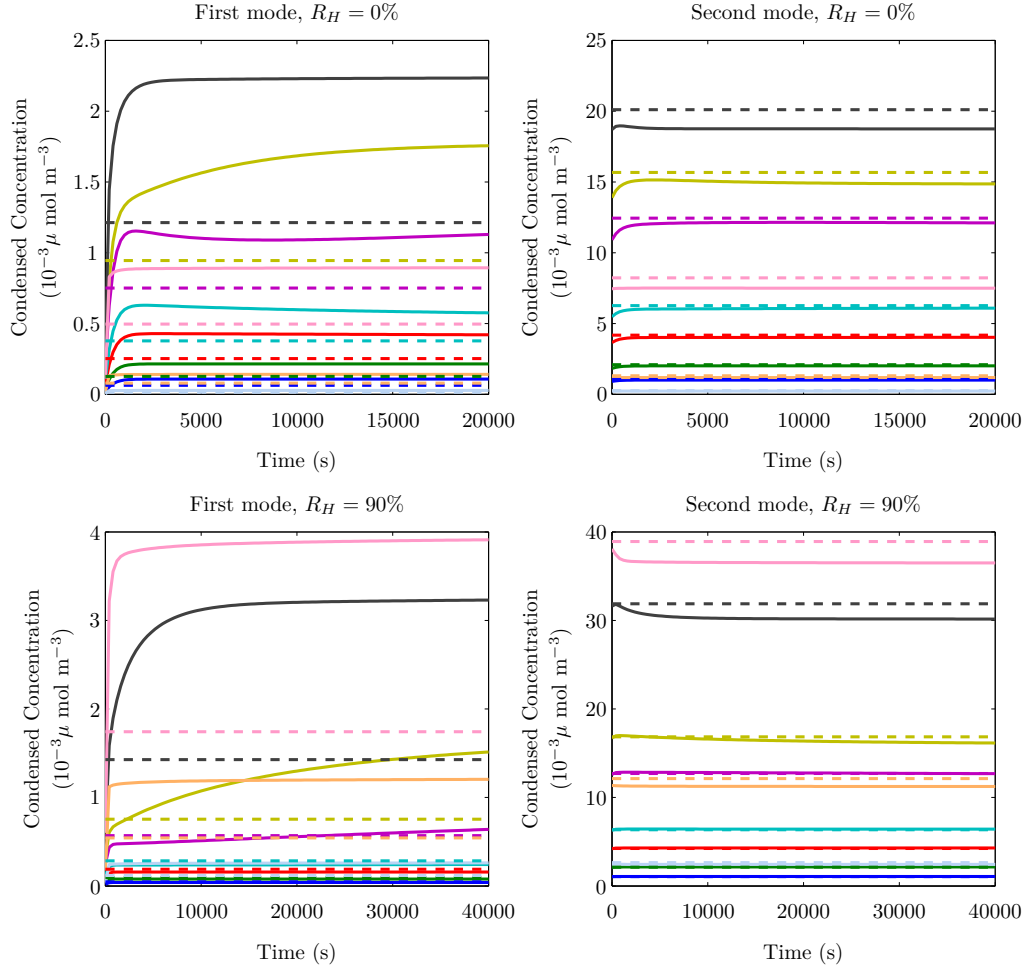 First mode, R_H = 0%
Condensed Concentration
(10⁻³μ mol m⁻³)
2.5
2
1.5
1
0.5
0
0
5000
10000
15000
20000
Time (s)
Second mode, R_H = 0%
Condensed Concentration
(10⁻³μ mol m⁻³)
25
20
15
10
5
0
0
5000
10000
15000
20000
Time (s)
First mode, R_H = 90%
Condensed Concentration
(10⁻³μ mol m⁻³)
4
3
2
1
0
0
10000
20000
30000
40000
Time (s)
Second mode, R_H = 90%
Condensed Concentration
(10⁻³μ mol m⁻³)
40
30
20
10
0
0
10000
20000
30000
40000
Time (s)